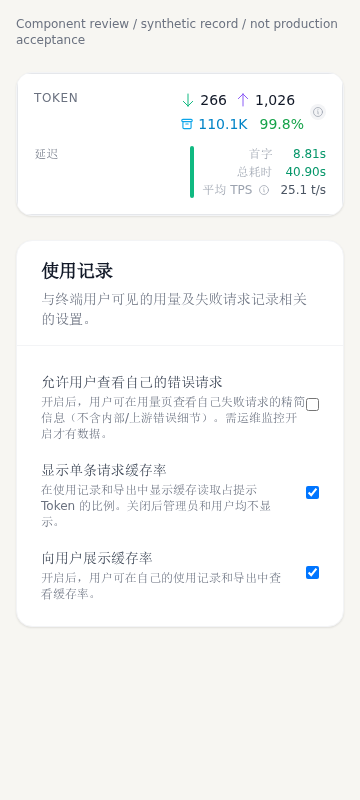 Component review / synthetic record / not production
acceptance
TOKEN
266 1,026
110.1K 99.8%
延迟
首字 8.81s
总耗时 40.90s
平均 TPS 25.1 t/s
使用记录
与终端用户可见的用量及失败请求记录相关
的设置。
允许用户查看自己的错误请求
开启后，用户可在用量页查看自己失败请求的精简
信息（不含内部/上游错误细节）。需运维监控开
启才有数据。
显示单条请求缓存率
在使用记录和导出中显示缓存读取占提示
Token 的比例。关闭后管理员和用户均不显
示。
向用户展示缓存率
开启后，用户可在自己的使用记录和导出中查
看缓存率。